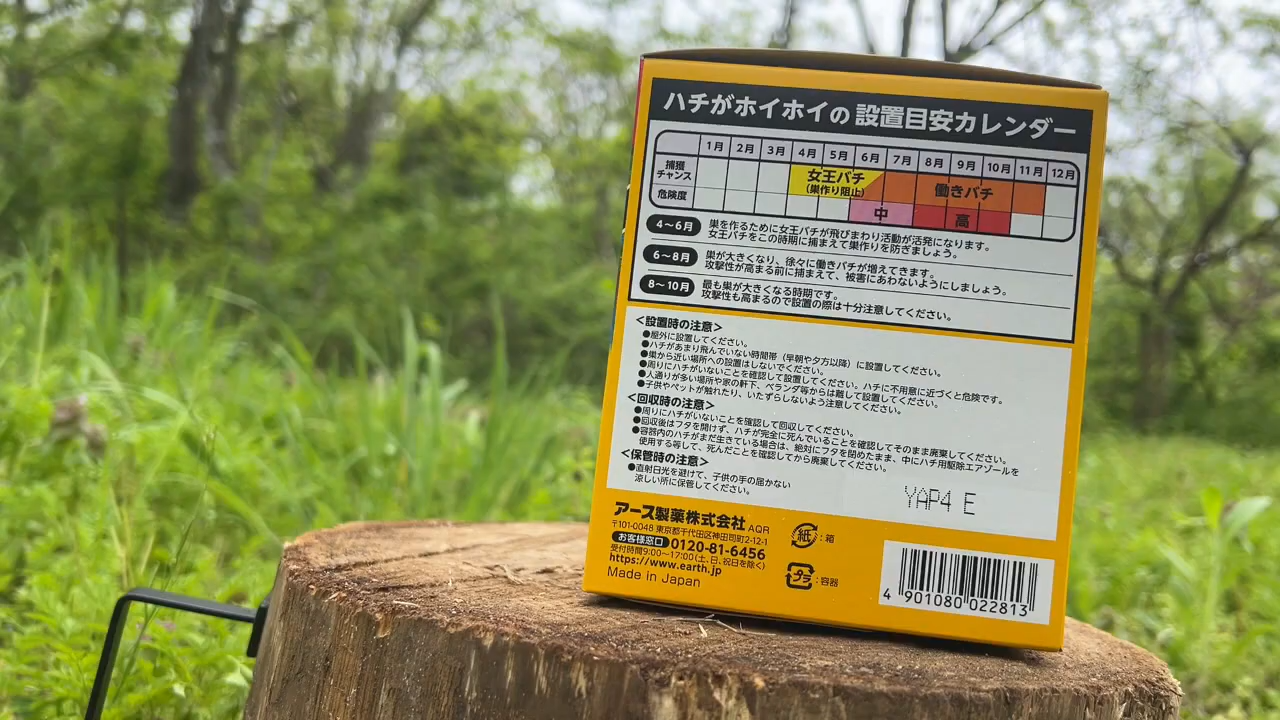 ハチがホイホイの 設置目安カレンダー
1月 2月 3月 4月 5月 6月 7月 8月 9月 10月 11月 12月
捕獲
チャンス
女王バチ
(巣作り阻止)
働きバチ
危険度
中
高
4〜6月
巣を作るために女王バチが飛びまわり活動が活発になります。
女王バチをこの時期に捕まえて巣作りを防ぎましょう。
6〜8月
巣が大きくなり、徐々に働きバチが増えてきます。
攻撃性が高まる前に捕まえて、被害にあわないようにしましょう。
8〜10月
最も巣が大きくなる時期です。
攻撃性も高まるので設置の際は十分注意してください。
<設置時の注意>
●屋外に設置してください。
●ハチがあまり飛んでいない時間帯(早朝や夕方以降)に設置してください。
●巣から近い場所への設置はしないでください。
●周りにハチがいないことを確認して設置してください。ハチに不用意に近づくと危険です。
●人通りが多い場所や家の軒下、ベランダ等からは離して設置してください。
●子供やペットが触れたり、いたずらしないよう注意してください。
<回収時の注意>
●周りにハチがいないことを確認して回収してください。
●回収後はフタを開けず、ハチが完全に死んでいることを確認してそのまま廃棄してください。
●容器内のハチがまだ生きている場合は、絶対にフタを閉めたまま、中にハチ用駆除エアゾールを
使用する等して、死んだことを確認してから廃棄してください。
<保管時の注意>
●直射日光を避けて、子供の手の届かない
涼しい所に保管してください。
YAP4 E
アース製薬株式会社 AQR
〒101-0048 東京都千代田区神田司町2-12-1
お客様窓口 0120-81-6456
受付時間9:00〜17:00(土、日、祝日を除く)
https://www.earth.jp
Made in Japan
紙 : 箱
プラ : 容器
4 901080 022813